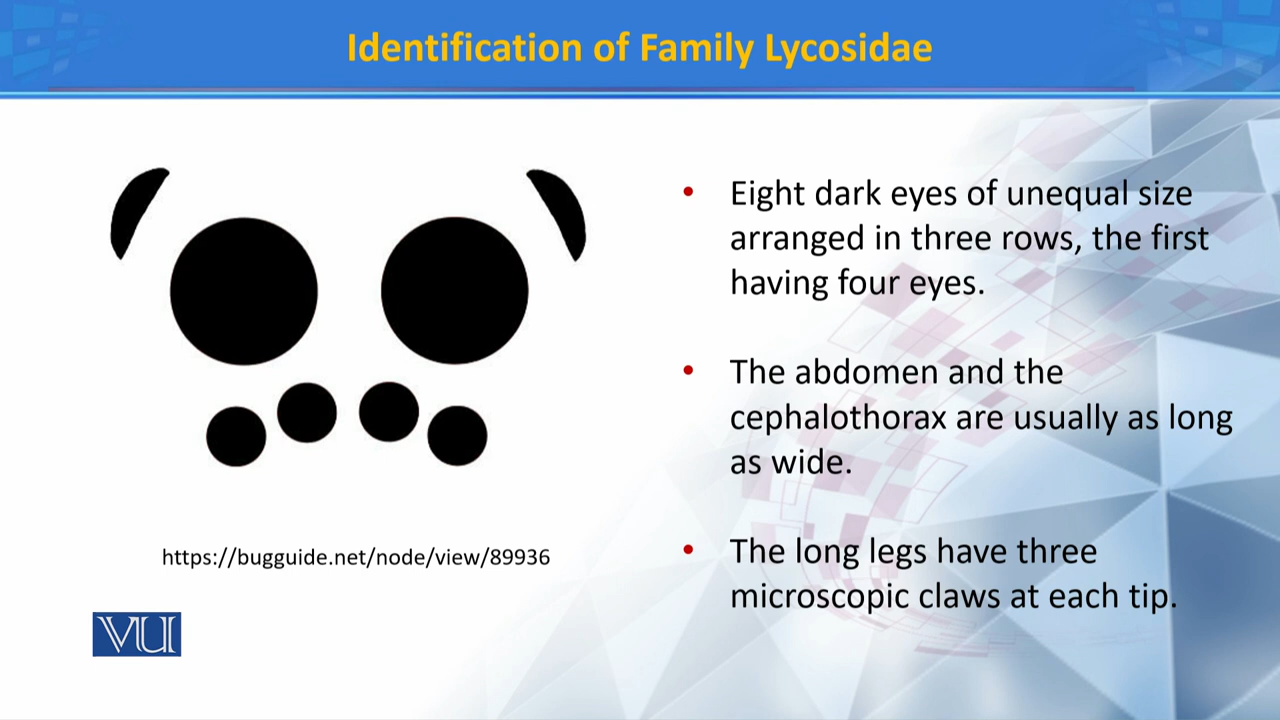 Identification of Family Lycosidae
• Eight dark eyes of unequal size
arranged in three rows, the first
having four eyes.
• The abdomen and the
cephalothorax are usually as long
as wide.
• The long legs have three
microscopic claws at each tip.
https://bugguide.net/node/view/89936
VU